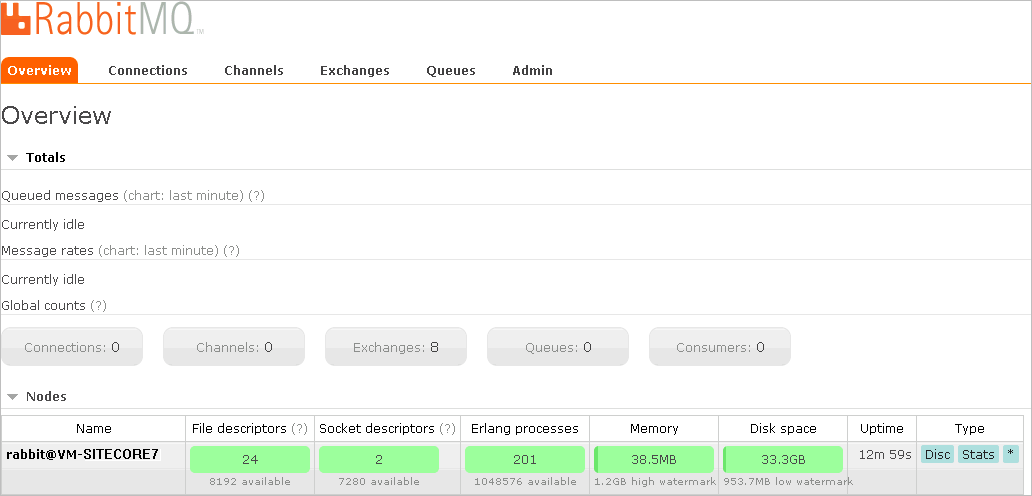 RabbitMQ™
Overview Connections Channels Exchanges Queues Admin
Overview
Totals
Queued messages (chart: last minute) (?)
Currently idle
Message rates (chart: last minute) (?)
Currently idle
Global counts (?)
Connections: 0 Channels: 0 Exchanges: 8 Queues: 0 Consumers: 0
Nodes
Name File descriptors (?) Socket descriptors (?) Erlang processes Memory Disk space Uptime Type
rabbit@VM-SITECORE7 24 2 201 38.5MB 33.3GB 12m 59s Disc Stats *
8192 available 7280 available 1048576 available 1.2GB high watermark 953.7MB low watermark